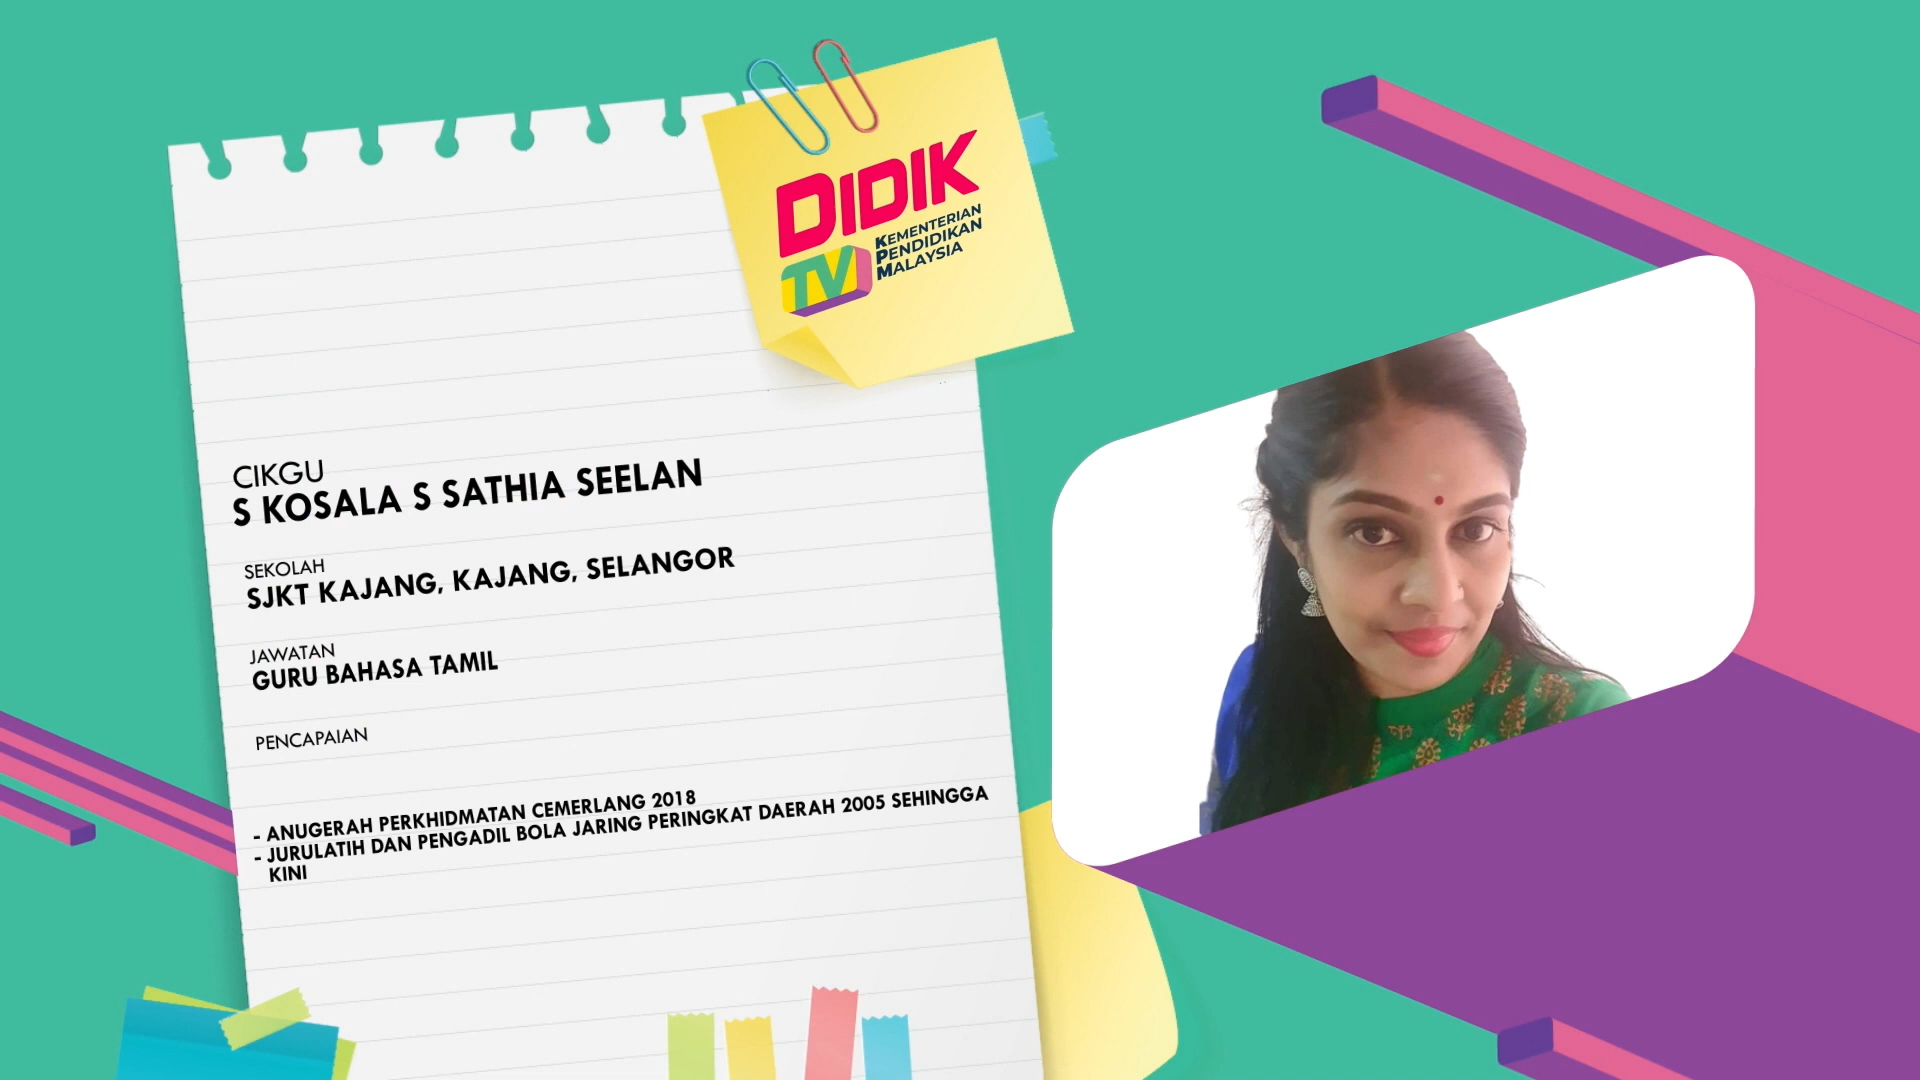 DIDIK
TV
KEMENTERIAN
PENDIDIKAN
MALAYSIA
CIKGU
S KOSALA S SATHIA SEELAN
SEKOLAH
SJKT KAJANG, KAJANG, SELANGOR
JAWATAN
GURU BAHASA TAMIL
PENCAPAIAN
- ANUGERAH PERKHIDMATAN CEMERLANG 2018
- JURULATIH DAN PENGADIL BOLA JARING PERINGKAT DAERAH 2005 SEHINGGA
KINI